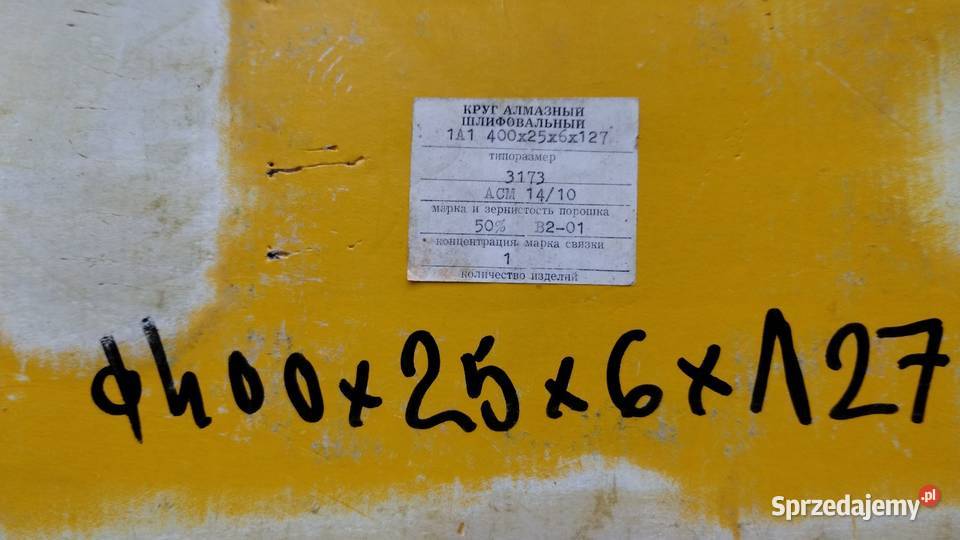 КРУГ АЛМАЗНЫЙ
ШЛИФОВАЛЬНЫЙ
1А1 400х25х6х127
типоразмер
3173
АСМ 14/10
марка и зернистость порошка
50% В2-01
концентрация марка связки
1
количество изделий
ф400x25x6x127
Sprzedajemy.pl